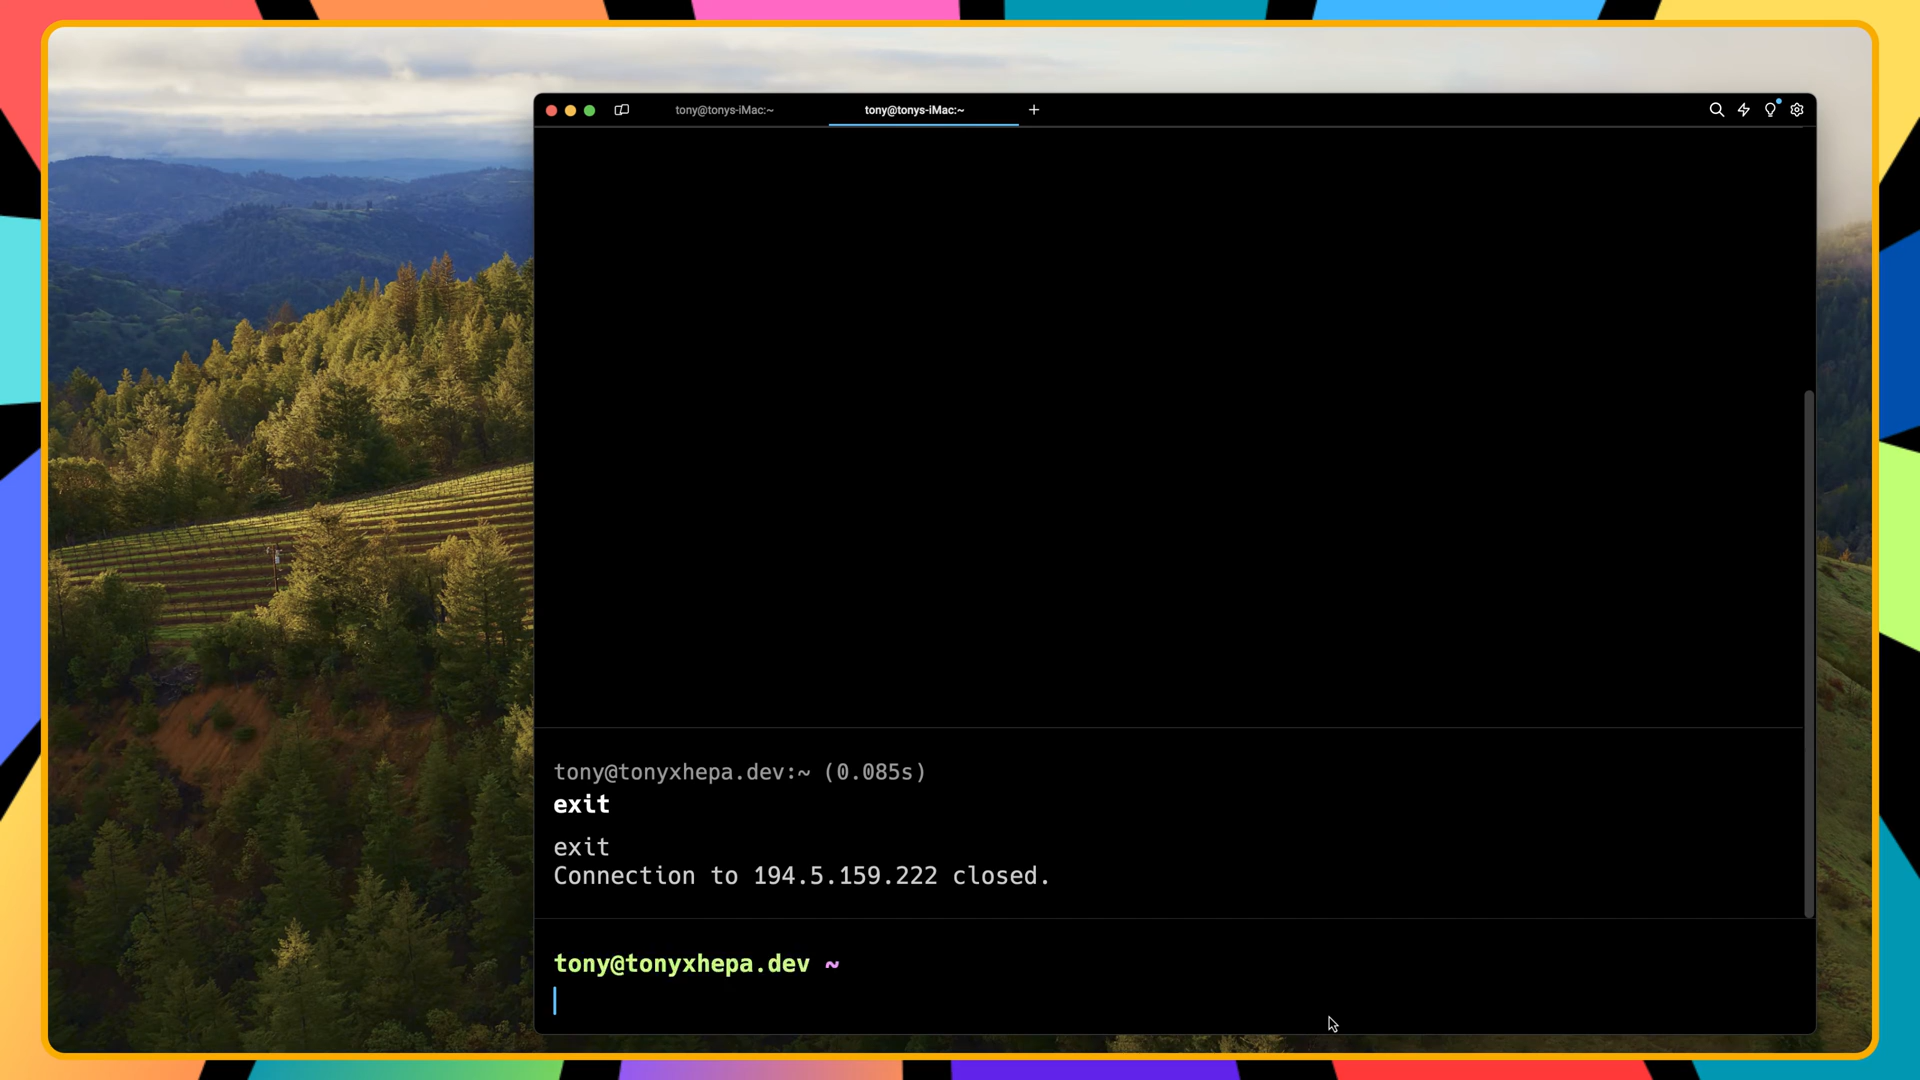 tony@tonys-iMac:~
tony@tonys-iMac:~
tony@tonyxhepa.dev:~ (0.085s)
exit
exit
Connection to 194.5.159.222 closed.
tony@tonyxhepa.dev ~